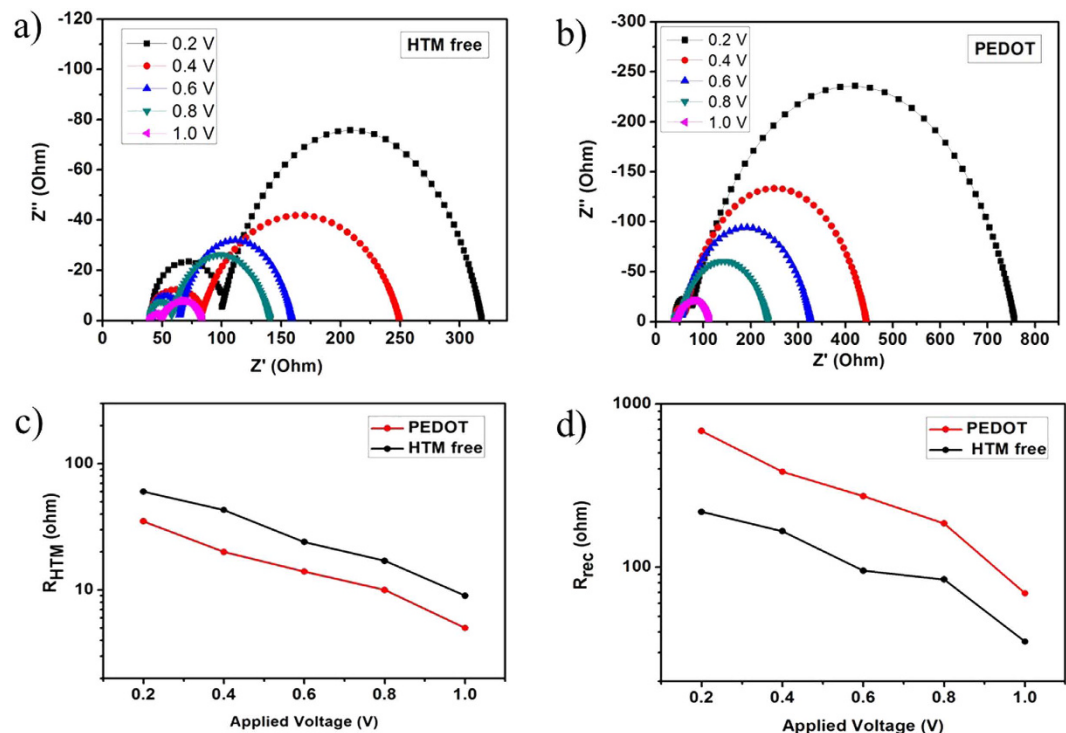 a)
HTM free
0.2 V
0.4 V
0.6 V
0.8 V
1.0 V
-120
-100
-80
-60
-40
-20
0
0 50 100 150 200 250 300
Z'' (Ohm)
Z' (Ohm)
b)
PEDOT
0.2 V
0.4 V
0.6 V
0.8 V
1.0 V
-300
-250
-200
-150
-100
-50
0
0 100 200 300 400 500 600 700 800
Z'' (Ohm)
Z' (Ohm)
c)
PEDOT
HTM free
100
10
R_HTM (ohm)
0.2 0.4 0.6 0.8 1.0
Applied Voltage (V)
d)
PEDOT
HTM free
1000
100
R_rec (ohm)
0.2 0.4 0.6 0.8 1.0
Applied Voltage (V)